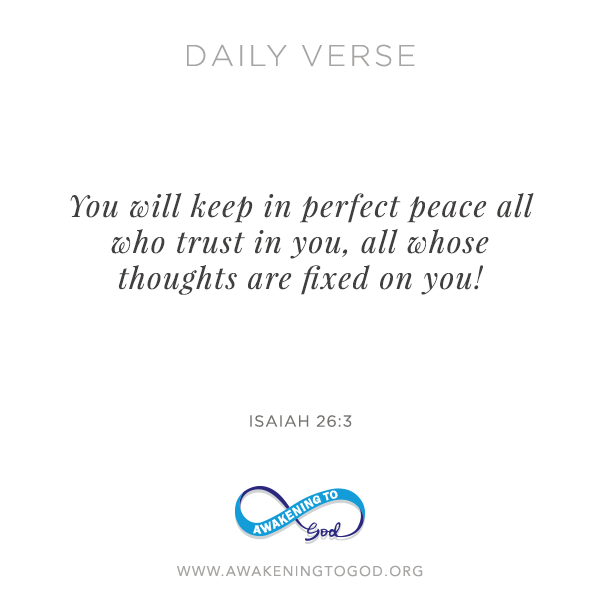 DAILY VERSE
You will keep in perfect peace all
who trust in you, all whose
thoughts are fixed on you!
ISAIAH 26:3
AWAKENING TO
God
WWW.AWAKENINGTOGOD.ORG